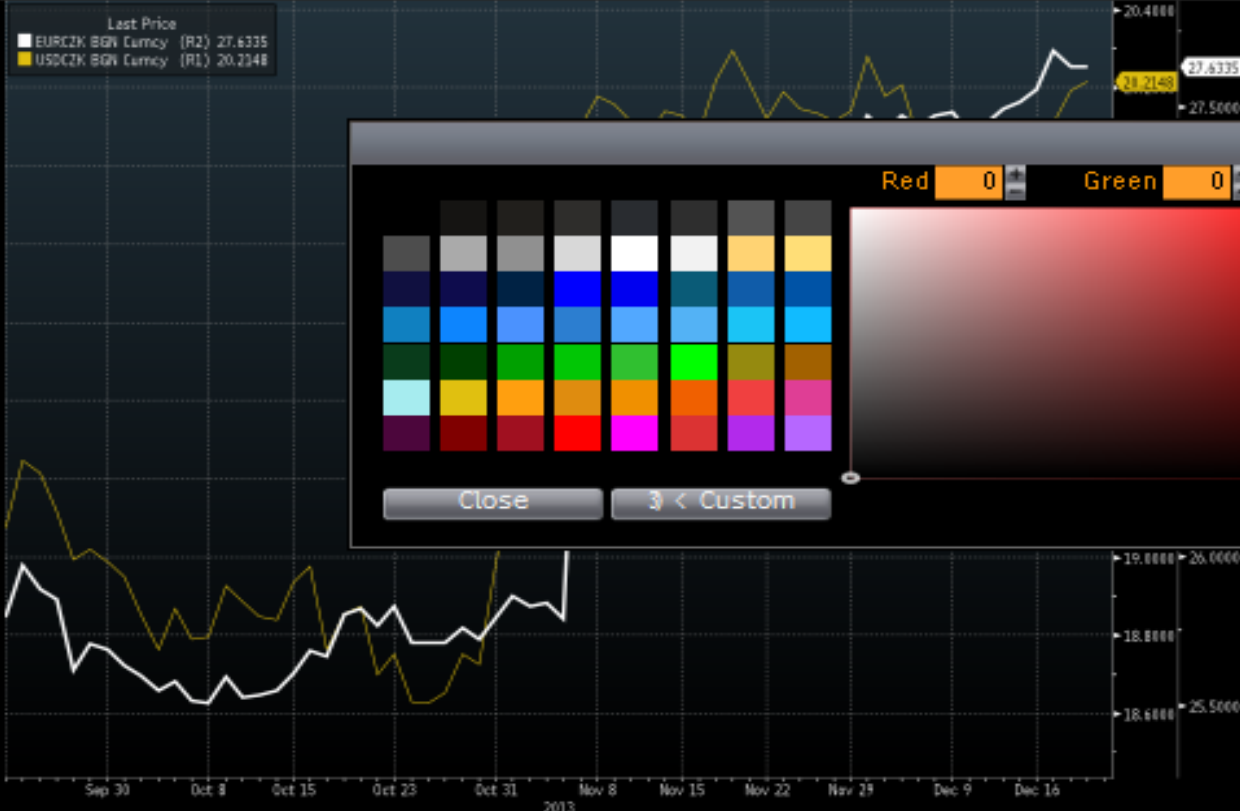 Last Price
EURCZK BGN Curncy (R2) 27.6335
USDCZK BGN Curncy (R1) 20.2148
20.4000
27.6335
20.2148
27.5000
Red 0 + - Green 0
Close
< Custom
19.0000
26.0000
18.8000
25.5000
18.6000
Sep 30 Oct 8 Oct 15 Oct 23 Oct 31 Nov 8 Nov 15 Nov 22 Nov 29 Dec 9 Dec 16
2013